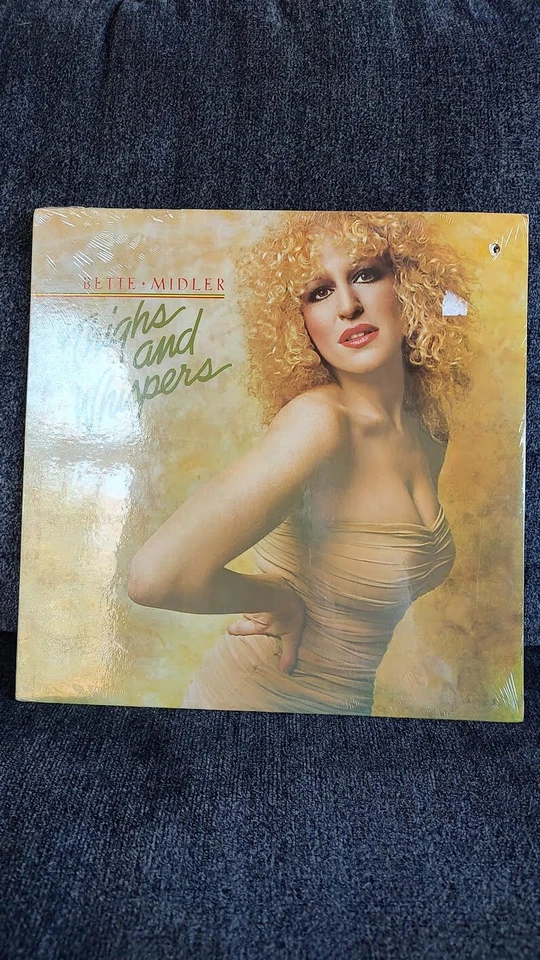 BETTE • MIDLER
Thighs
and
Whispers